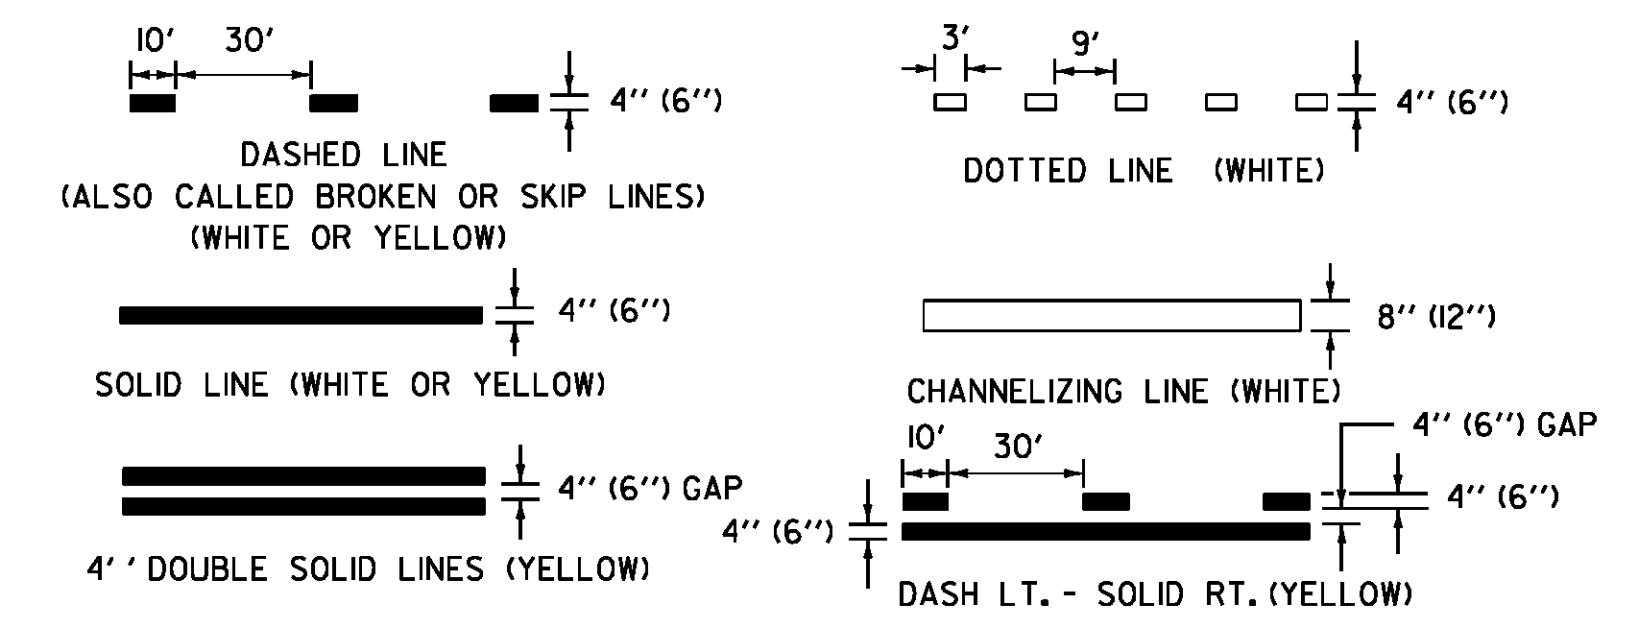 10' 30'
4'' (6'')
DASHED LINE
(ALSO CALLED BROKEN OR SKIP LINES)
(WHITE OR YELLOW)
3' 9'
4'' (6'')
DOTTED LINE (WHITE)
4'' (6'')
SOLID LINE (WHITE OR YELLOW)
8'' (12'')
CHANNELIZING LINE (WHITE)
4'' (6'') GAP
4'' DOUBLE SOLID LINES (YELLOW)
10' 30'
4'' (6'') GAP
4'' (6'')
4'' (6'')
DASH LT. - SOLID RT. (YELLOW)